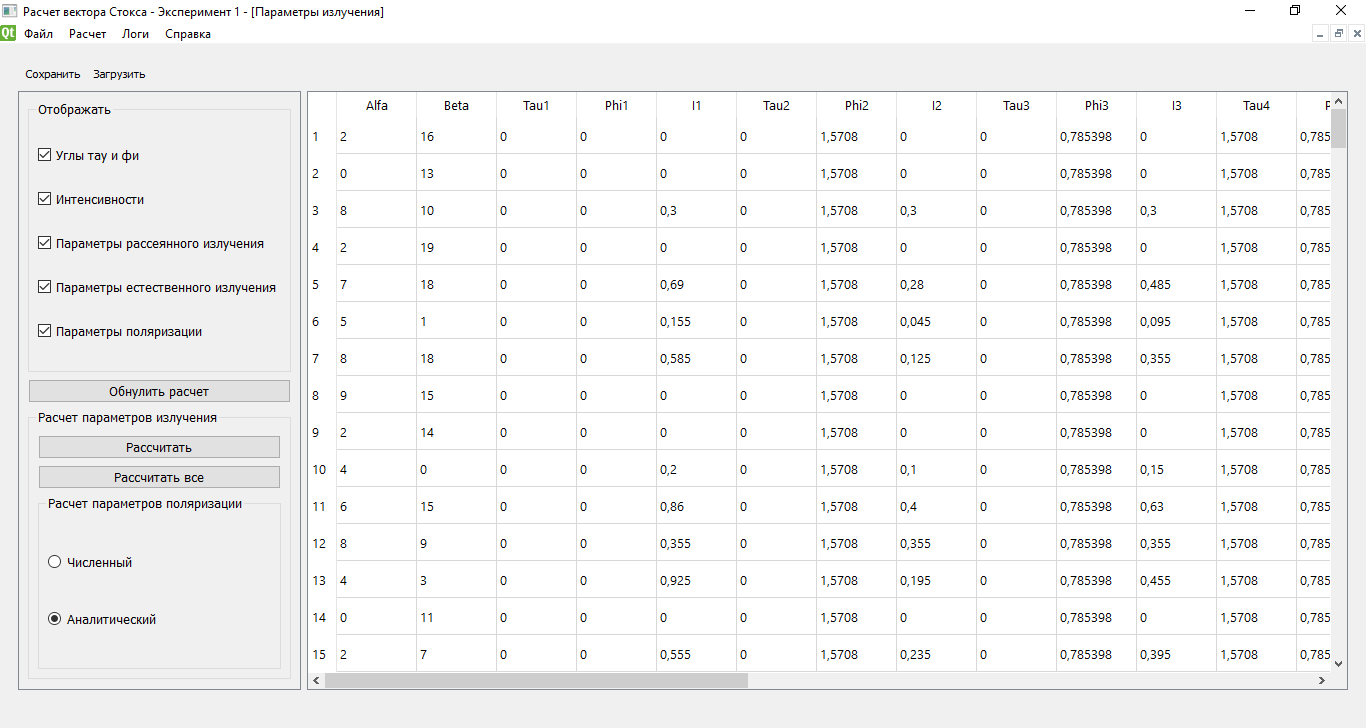 Расчет вектора Стокса - Эксперимент 1 - [Параметры излучения]
Qt Файл Расчет Логи Справка
Сохранить Загрузить
Отображать
Углы тау и фи
Интенсивности
Параметры рассеянного излучения
Параметры естественного излучения
Параметры поляризации
Обнулить расчет
Расчет параметров излучения
Рассчитать
Рассчитать все
Расчет параметров поляризации
Численный
Аналитический
Alfa Beta Tau1 Phi1 I1 Tau2 Phi2 I2 Tau3 Phi3 I3 Tau4
1 2 16 0 0 0 0 1,5708 0 0 0,785398 0 1,5708 0,785
2 0 13 0 0 0 0 1,5708 0 0 0,785398 0 1,5708 0,785
3 8 10 0 0 0,3 0 1,5708 0,3 0 0,785398 0,3 1,5708 0,785
4 2 19 0 0 0 0 1,5708 0 0 0,785398 0 1,5708 0,785
5 7 18 0 0 0,69 0 1,5708 0,28 0 0,785398 0,485 1,5708 0,785
6 5 1 0 0 0,155 0 1,5708 0,045 0 0,785398 0,095 1,5708 0,785
7 8 18 0 0 0,585 0 1,5708 0,125 0 0,785398 0,355 1,5708 0,785
8 9 15 0 0 0 0 1,5708 0 0 0,785398 0 1,5708 0,785
9 2 14 0 0 0 0 1,5708 0 0 0,785398 0 1,5708 0,785
10 4 0 0 0 0,2 0 1,5708 0,1 0 0,785398 0,15 1,5708 0,785
11 6 15 0 0 0,86 0 1,5708 0,4 0 0,785398 0,63 1,5708 0,785
12 8 9 0 0 0,355 0 1,5708 0,355 0 0,785398 0,355 1,5708 0,785
13 4 3 0 0 0,925 0 1,5708 0,195 0 0,785398 0,455 1,5708 0,785
14 0 11 0 0 0 0 1,5708 0 0 0,785398 0 1,5708 0,785
15 2 7 0 0 0,555 0 1,5708 0,235 0 0,785398 0,395 1,5708 0,785